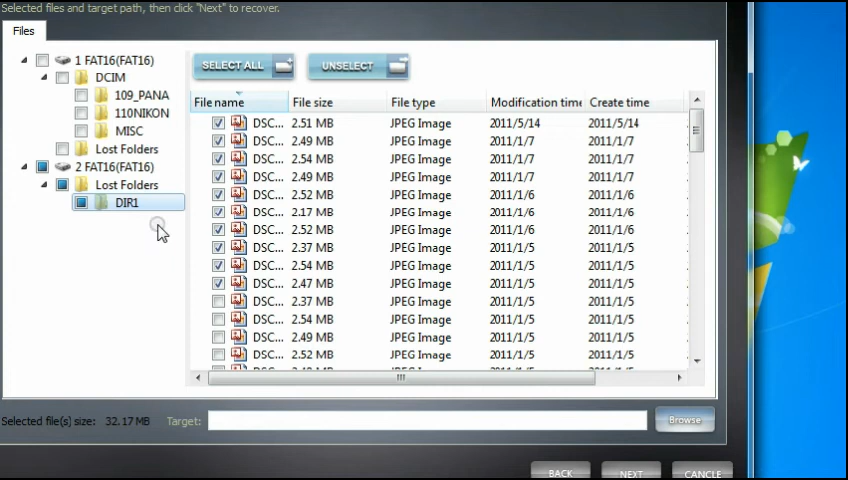 Selected files and target path, then click "Next" to recover.
Files
1 FAT16(FAT16)
DCIM
109_PANA
110NIKON
MISC
Lost Folders
2 FAT16(FAT16)
Lost Folders
DIR1
SELECT ALL UNSELECT
File name File size File type Modification time Create time
DSC... 2.51 MB JPEG Image 2011/5/14 2011/5/14
DSC... 2.49 MB JPEG Image 2011/1/7 2011/1/7
DSC... 2.54 MB JPEG Image 2011/1/7 2011/1/7
DSC... 2.49 MB JPEG Image 2011/1/7 2011/1/7
DSC... 2.52 MB JPEG Image 2011/1/6 2011/1/6
DSC... 2.17 MB JPEG Image 2011/1/6 2011/1/6
DSC... 2.52 MB JPEG Image 2011/1/6 2011/1/6
DSC... 2.37 MB JPEG Image 2011/1/5 2011/1/5
DSC... 2.54 MB JPEG Image 2011/1/5 2011/1/5
DSC... 2.47 MB JPEG Image 2011/1/5 2011/1/5
DSC... 2.37 MB JPEG Image 2011/1/5 2011/1/5
DSC... 2.54 MB JPEG Image 2011/1/5 2011/1/5
DSC... 2.49 MB JPEG Image 2011/1/5 2011/1/5
DSC... 2.52 MB JPEG Image 2011/1/5 2011/1/5
Selected file(s) size: 32.17 MB Target: Browse
BACK NEXT CANCLE